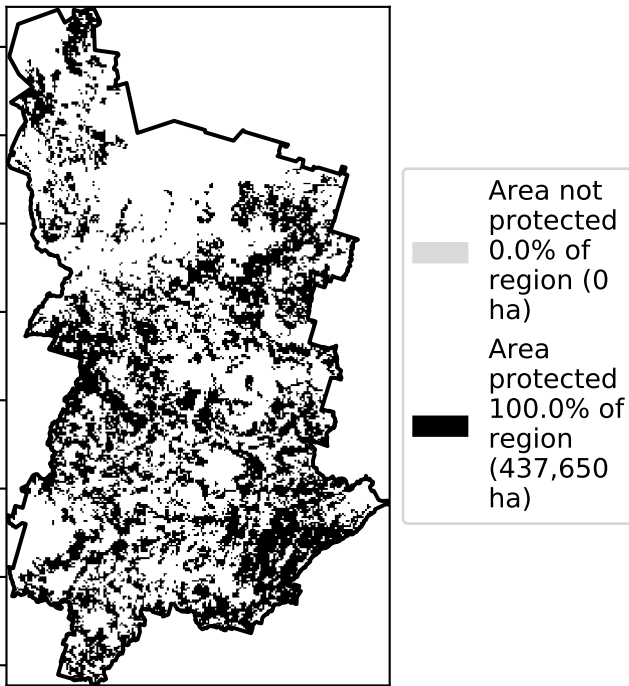 Area not
protected
0.0% of
region (0
ha)
Area
protected
100.0% of
region
(437,650
ha)